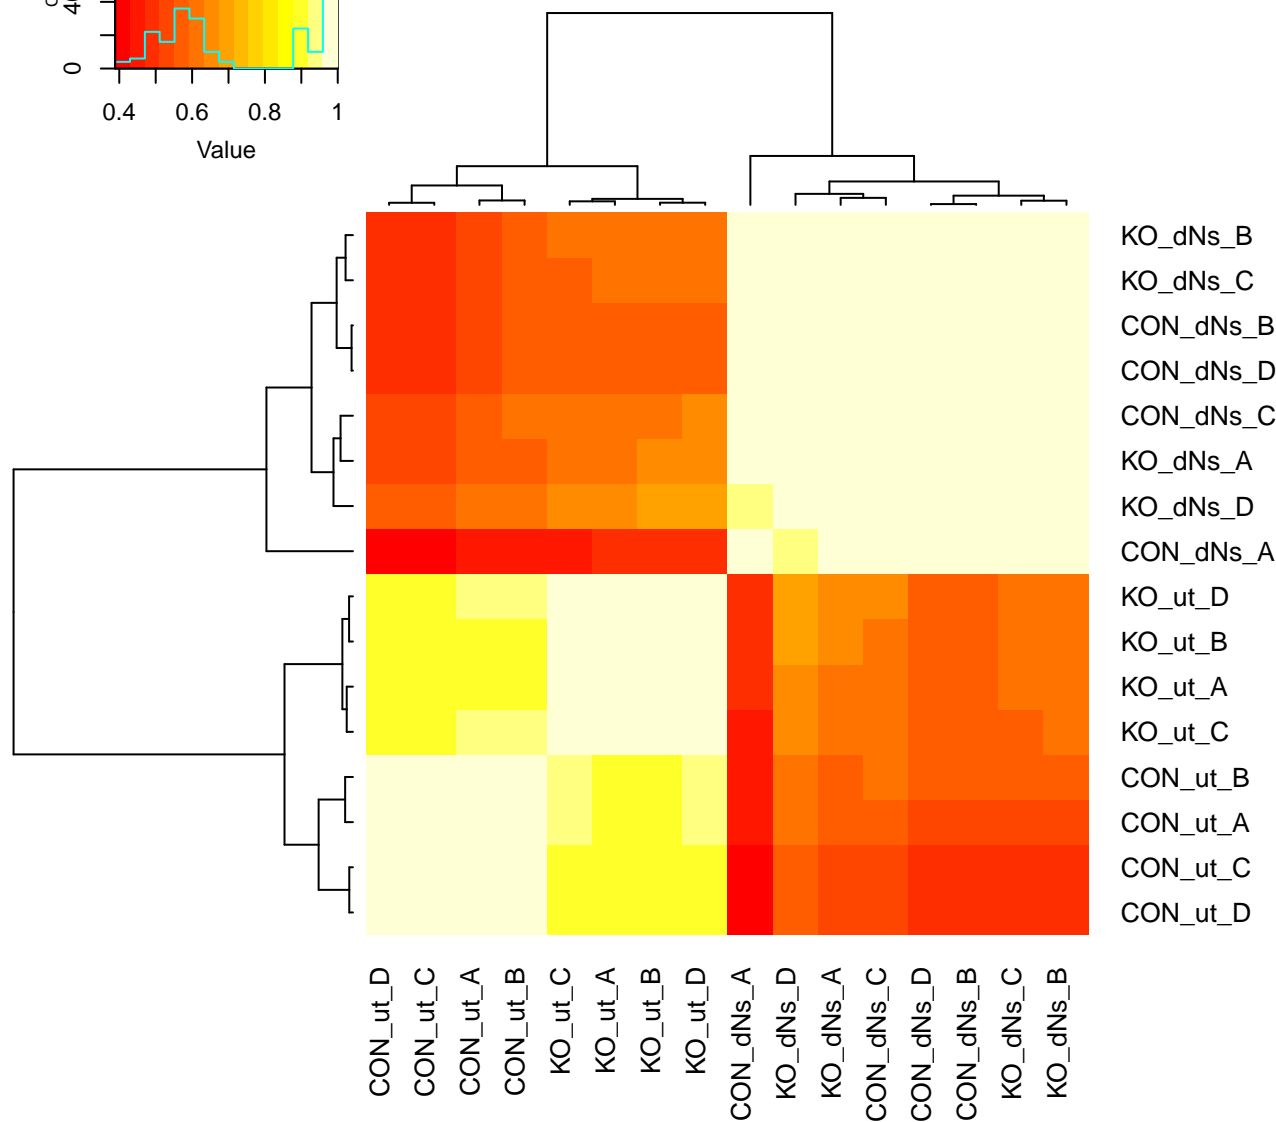 0
0.4 0.6 0.8 1
Value
KO_dNs_B
KO_dNs_C
CON_dNs_B
CON_dNs_D
CON_dNs_C
KO_dNs_A
KO_dNs_D
CON_dNs_A
KO_ut_D
KO_ut_B
KO_ut_A
KO_ut_C
CON_ut_B
CON_ut_A
CON_ut_C
CON_ut_D
CON_ut_D
CON_ut_C
CON_ut_A
CON_ut_B
KO_ut_C
KO_ut_A
KO_ut_B
KO_ut_D
CON_dNs_A
KO_dNs_D
KO_dNs_A
CON_dNs_C
CON_dNs_D
CON_dNs_B
KO_dNs_C
KO_dNs_B